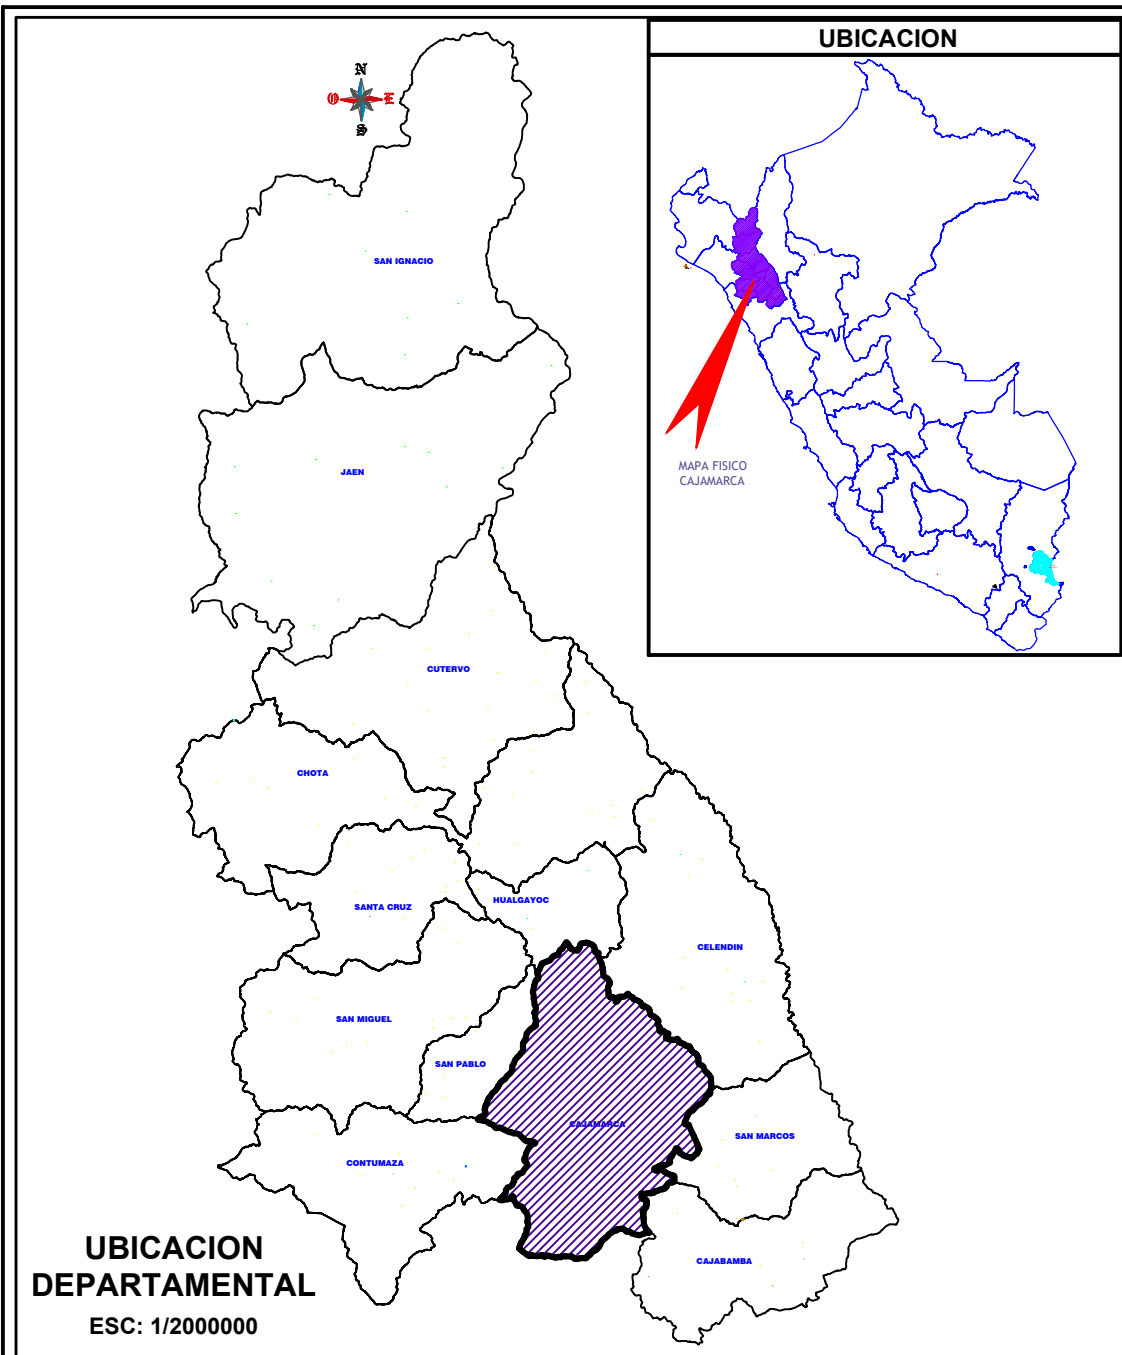 UBICACION
N
O
E
S
SAN IGNACIO
MAPA FISICO
CAJAMARCA
JAEN
CUTERVO
CHOTA
SANTA CRUZ
HUALGAYOC
CELENDIN
SAN MIGUEL
SAN PABLO
CAJAMARCA
SAN MARCOS
CONTUMAZA
CAJABAMBA
UBICACION
DEPARTAMENTAL
ESC: 1/2000000